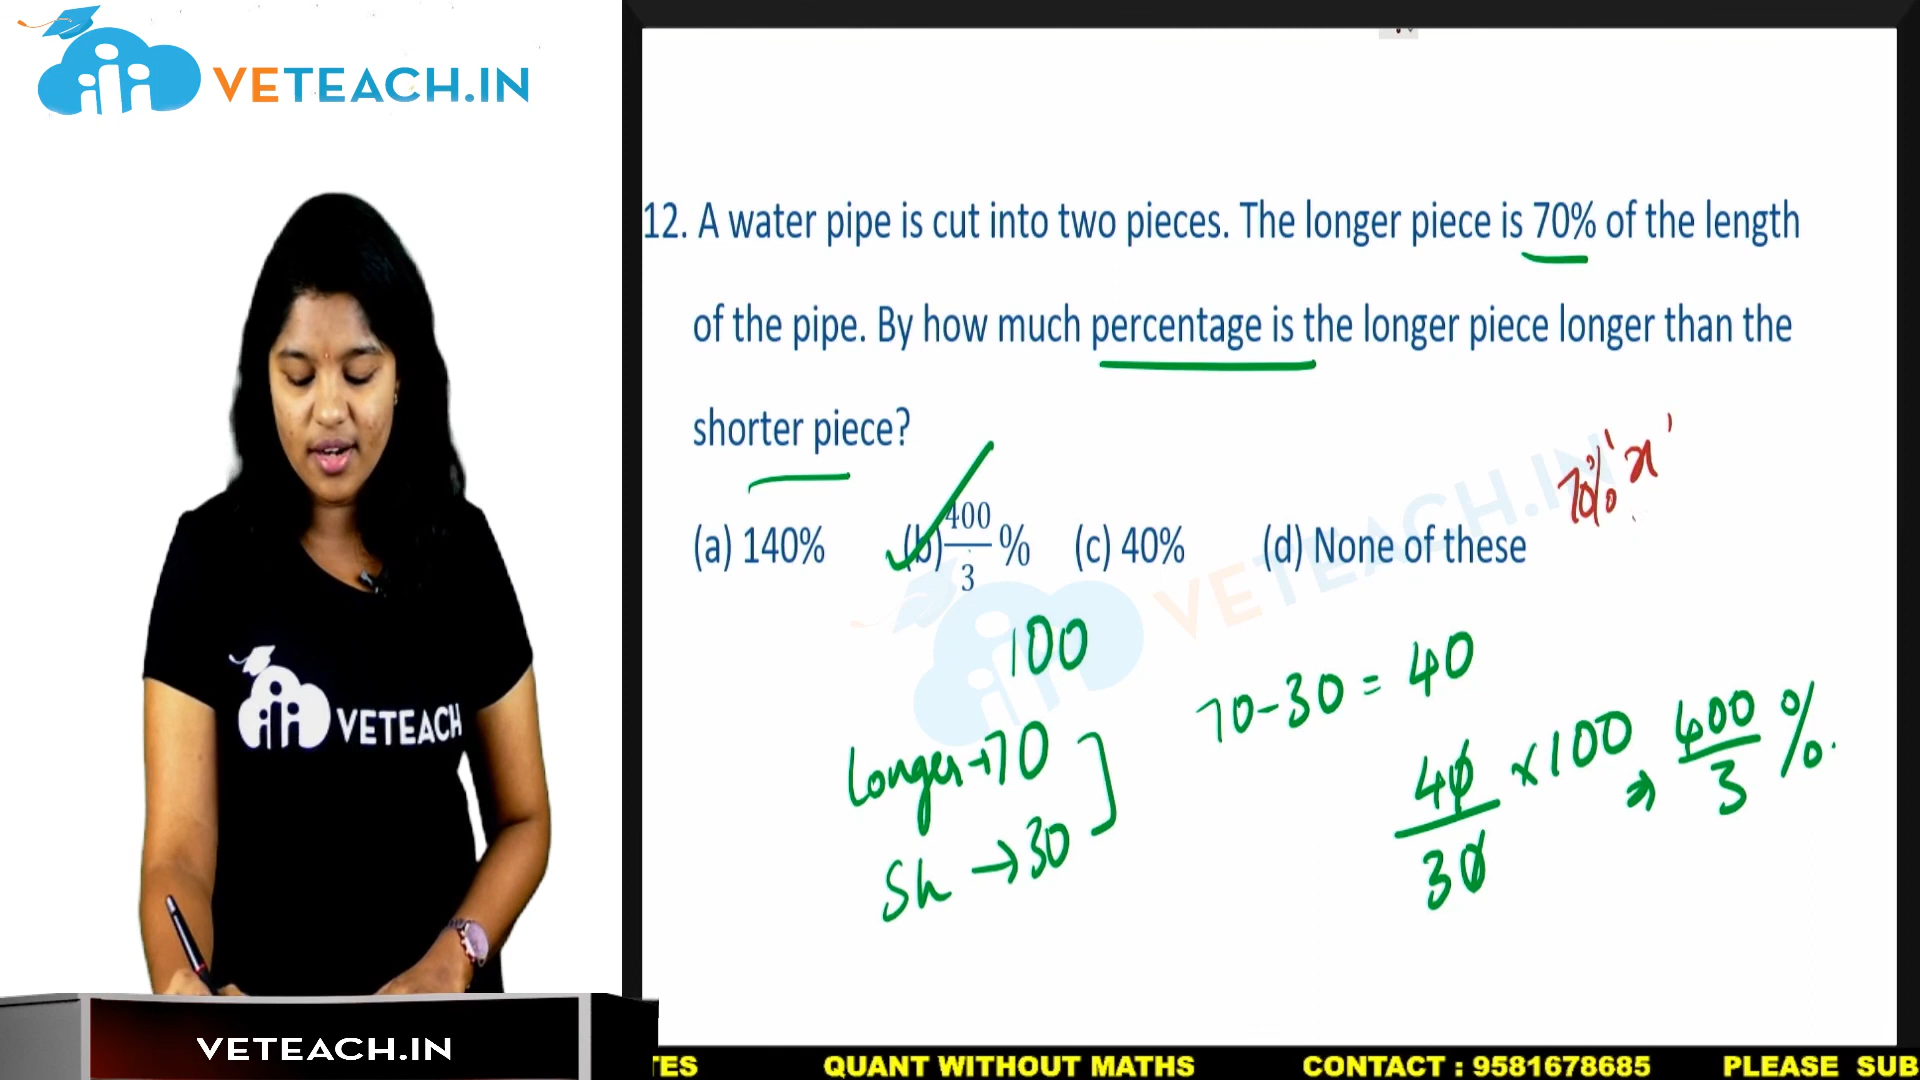 VETEACH.IN
12. A water pipe is cut into two pieces. The longer piece is 70% of the length
of the pipe. By how much percentage is the longer piece longer than the
shorter piece?
(a) 140% (b) 400/3 % (c) 40% (d) None of these
70% 'x'
VETEACH.IN
100
70-30 = 40
Longer → 70
Sh → 30
40/30 × 100 ⇒ 400/3 %.
VETEACH
VETEACH.IN
TES QUANT WITHOUT MATHS CONTACT : 9581678685 PLEASE SUB